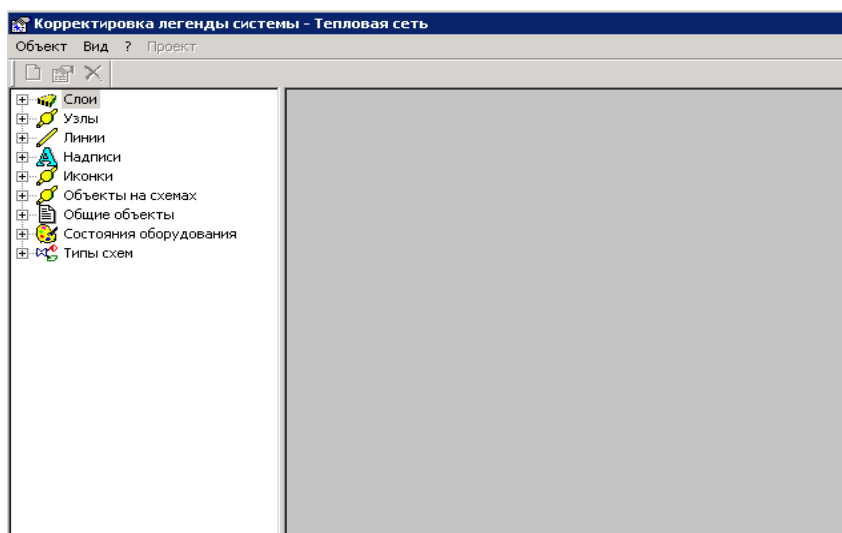 Корректировка легенды системы - Тепловая сеть
Объект Вид ? Проект
Слои
Узлы
Линии
Надписи
Иконки
Объекты на схемах
Общие объекты
Состояния оборудования
Типы схем